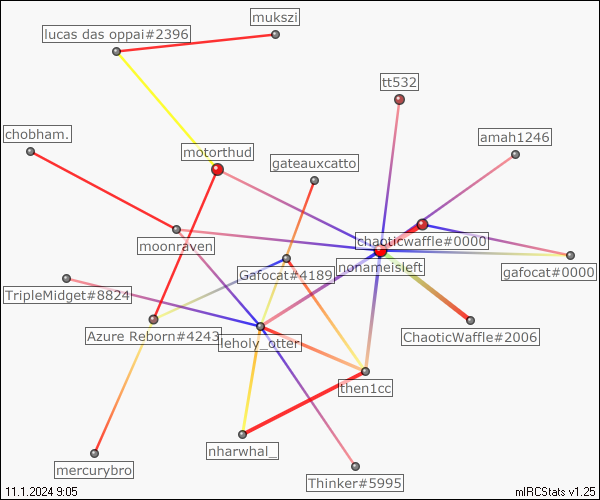 mukszi
lucas das oppai#2396
tt532
chobham.
amah1246
motorthud
gateauxcatto
chaoticwaffle#0000
moonraven
nonameisleft
gafocat#0000
Gafocat#4189
TripleMidget#8824
Azure Reborn#4243
leholy_otter
ChaoticWaffle#2006
then1cc
nharwhal_
mercurybro
Thinker#5995
11.1.2024 9:05
mIRCStats v1.25